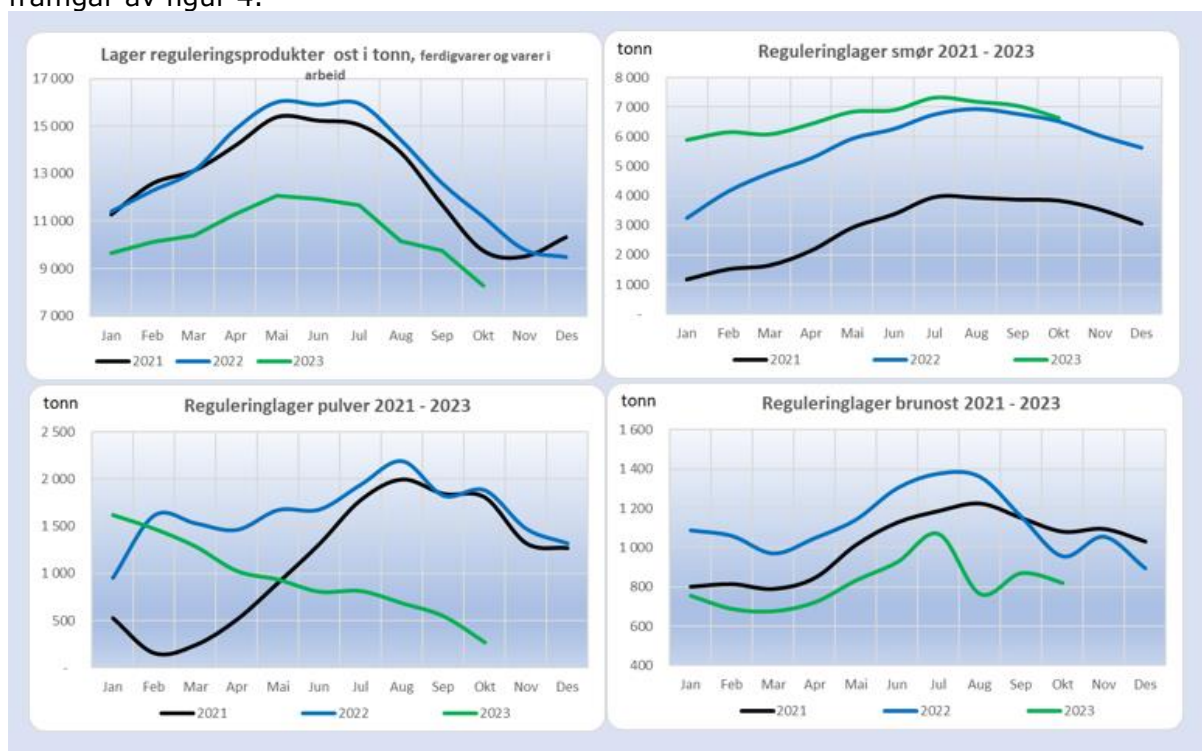 framgår av figur 4.
Lager reguleringsprodukter ost i tonn, ferdigvarer og varer i
arbeid
17 000
15 000
13 000
11 000
9 000
7 000
Jan Feb Mar Apr Mai Jun Jul Aug Sep Okt Nov Des
2021 2022 2023
tonn Reguleringlager smør 2021 - 2023
8 000
7 000
6 000
5 000
4 000
3 000
2 000
1 000
-
Jan Feb Mar Apr Mai Jun Jul Aug Sep Okt Nov Des
2021 2022 2023
tonn Reguleringlager pulver 2021 - 2023
2 500
2 000
1 500
1 000
500
-
Jan Feb Mar Apr Mai Jun Jul Aug Sep Okt Nov Des
2021 2022 2023
tonn Reguleringlager brunost 2021 - 2023
1 600
1 400
1 200
1 000
800
600
400
Jan Feb Mar Apr Mai Jun Jul Aug Sep Okt Nov Des
2021 2022 2023